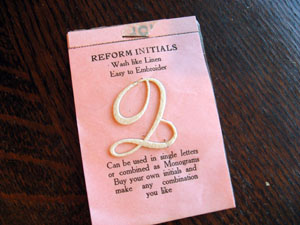 10¢
REFORM INITIALS
Wash like Linen
Easy to Embroider
Q
Can be used in single letters
or combined as Monograms
Buy your own initials and
make any combination
you like